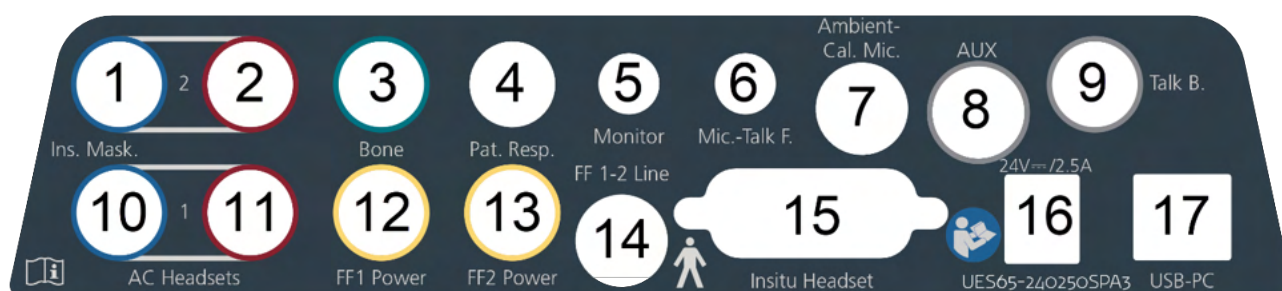 Ambient-
Cal. Mic.
AUX
1 2 2 3 4 5 6 7 8 9 Talk B.
Ins. Mask. Bone Pat. Resp. Monitor Mic.-Talk F.
FF 1-2 Line 24V⎓/2.5A
10 1 11 12 13 14 15 16 17
AC Headsets FF1 Power FF2 Power Insitu Headset UES65-240250SPA3 USB-PC